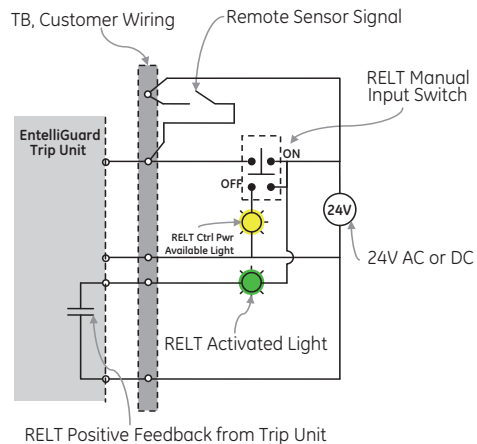 TB, Customer Wiring
Remote Sensor Signal
RELT Manual
Input Switch
EntelliGuard
Trip Unit
ON
OFF
24V
RELT Ctrl Pwr
Available Light
24V AC or DC
RELT Activated Light
RELT Positive Feedback from Trip Unit